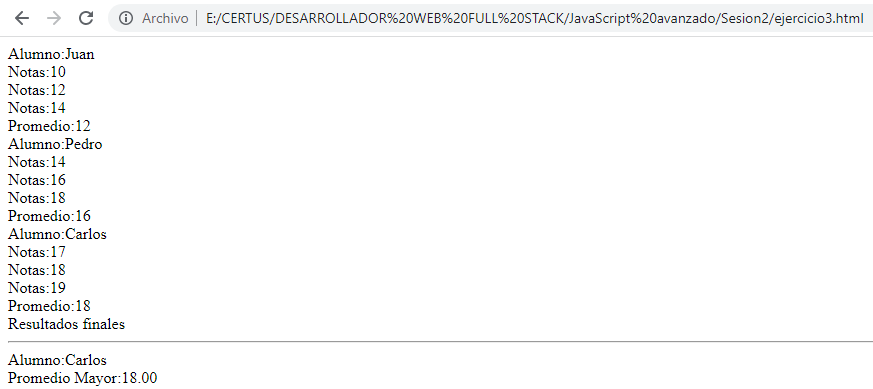 Archivo | E:/CERTUS/DESARROLLADOR%20WEB%20FULL%20STACK/JavaScript%20avanzado/Sesion2/ejercicio3.html
Alumno:Juan
Notas:10
Notas:12
Notas:14
Promedio:12
Alumno:Pedro
Notas:14
Notas:16
Notas:18
Promedio:16
Alumno:Carlos
Notas:17
Notas:18
Notas:19
Promedio:18
Resultados finales
Alumno:Carlos
Promedio Mayor:18.00